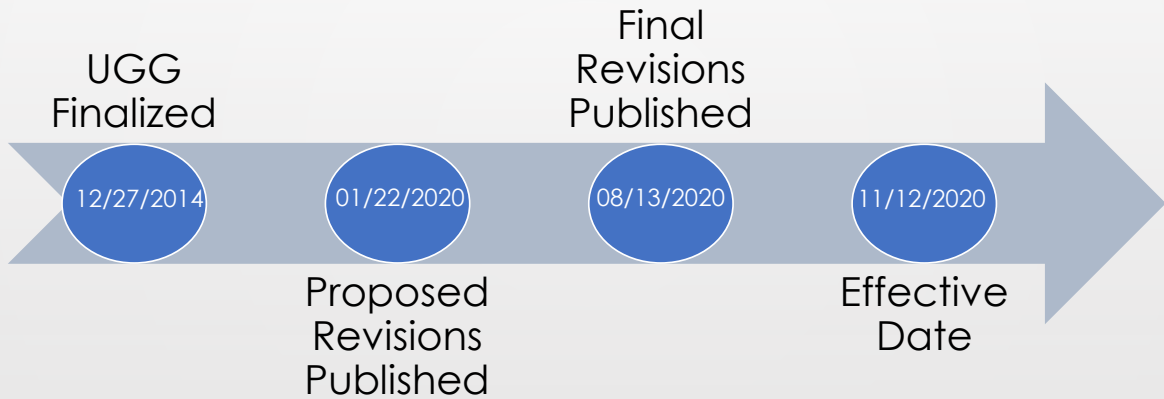 UGG
Finalized
12/27/2014
01/22/2020
Proposed
Revisions
Published
Final
Revisions
Published
08/13/2020
11/12/2020
Effective
Date